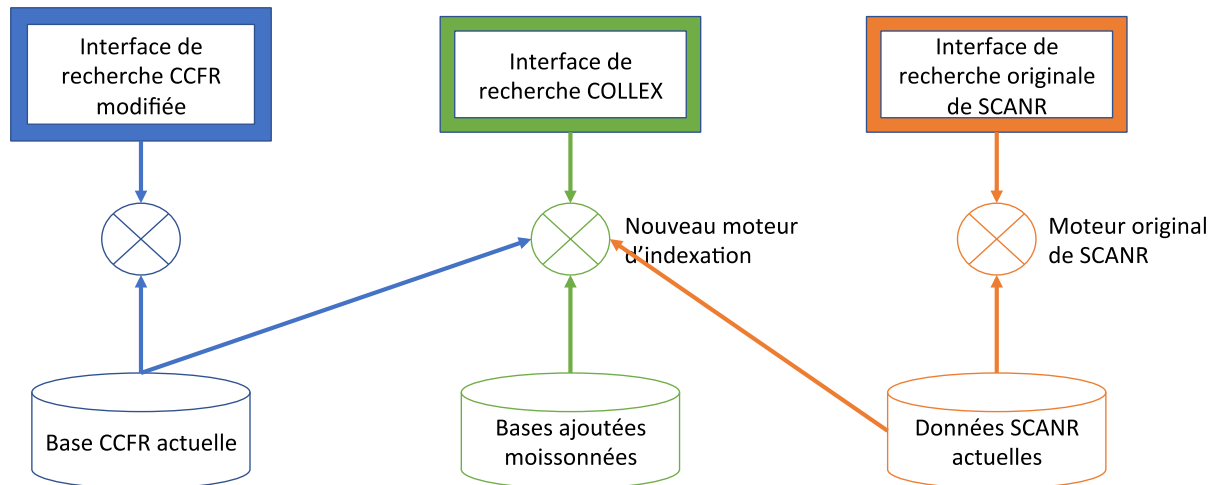 Interface de
recherche CCFR
modifiée
Interface de
recherche COLLEX
Interface de
recherche originale
de SCANR
Nouveau moteur
d’indexation
Moteur original
de SCANR
Base CCFR actuelle
Bases ajoutées
moissonnées
Données SCANR
actuelles